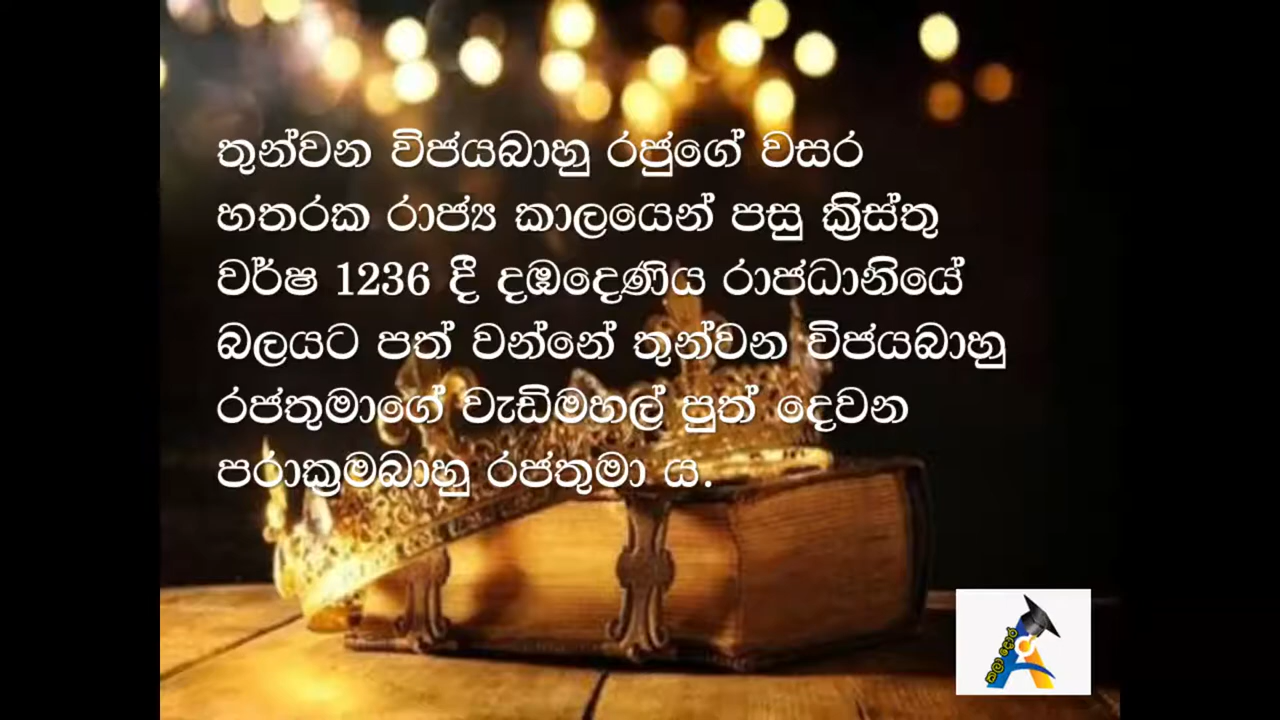 තුන්වන විජයබාහු රජුගේ වසර
හතරක රාජ්‍ය කාලයෙන් පසු ක්‍රිස්තු
වර්ෂ 1236 දී දඹදෙණිය රාජධානියේ
බලයට පත් වන්නේ තුන්වන විජයබාහු
රජතුමාගේ වැඩිමහල් පුත් දෙවන
පරාක්‍රමබාහු රජතුමා ය.